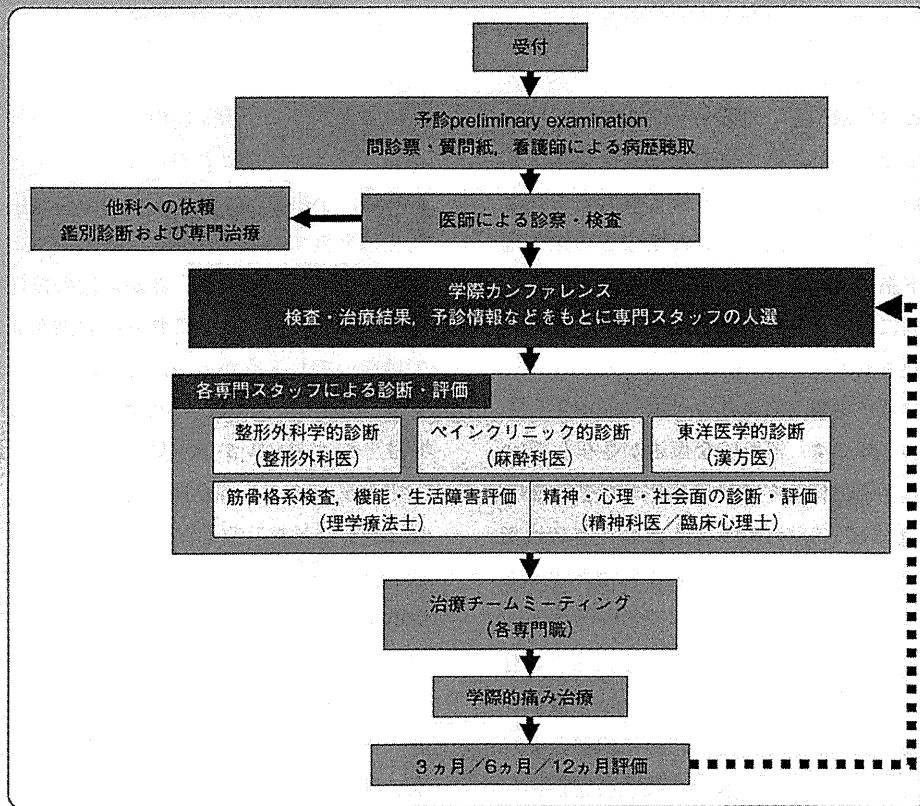 受付
予診preliminary examination
問診票・質問紙，看護師による病歴聴取
他科への依頼
鑑別診断および専門治療
医師による診察・検査
学際カンファレンス
検査・治療結果，予診情報などをもとに専門スタッフの人選
各専門スタッフによる診断・評価
整形外科学的診断
（整形外科医）
ペインクリニック的診断
（麻酔科医）
東洋医学的診断
（漢方医）
筋骨格系検査，機能・生活障害評価
（理学療法士）
精神・心理・社会面の診断・評価
（精神科医／臨床心理士）
治療チームミーティング
（各専門職）
学際的痛み治療
3ヵ月／6ヵ月／12ヵ月評価